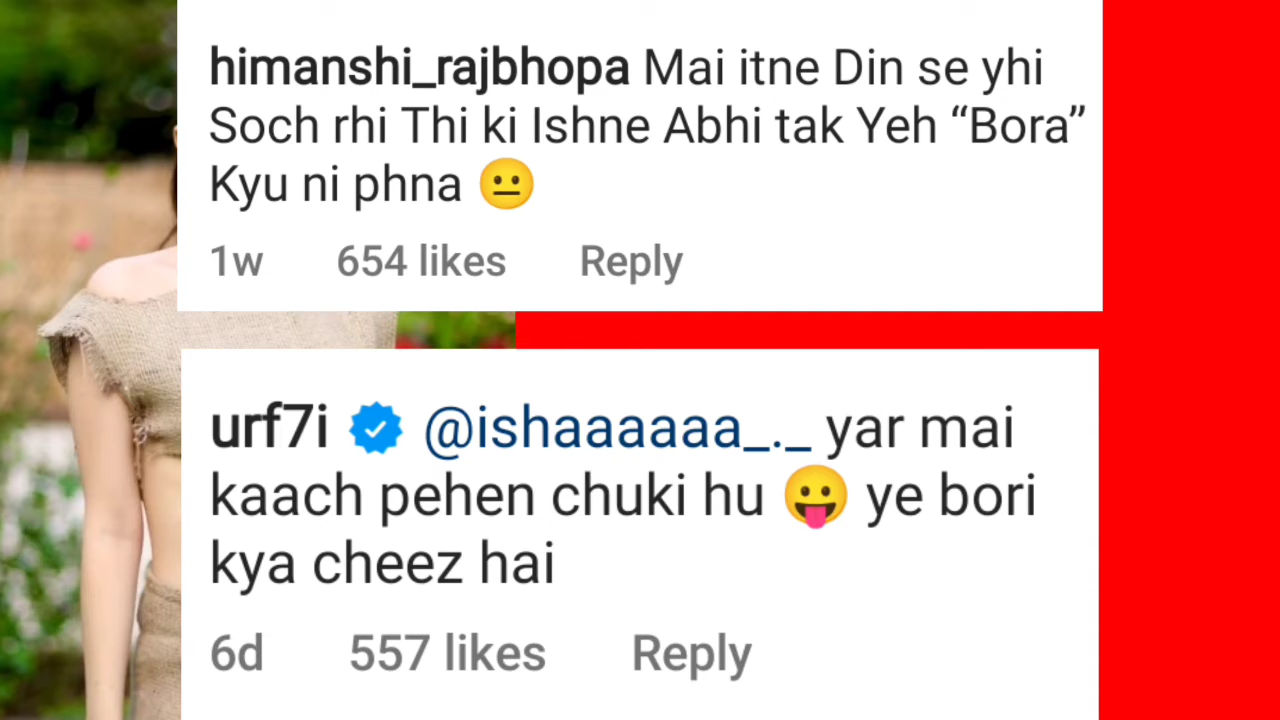 himanshi_rajbhopa Mai itne Din se yhi
Soch rhi Thi ki Ishne Abhi tak Yeh “Bora”
Kyu ni phna 😐
1w 654 likes Reply
urf7i @ishaaaaaa_._ yar mai
kaach pehen chuki hu 😛 ye bori
kya cheez hai
6d 557 likes Reply